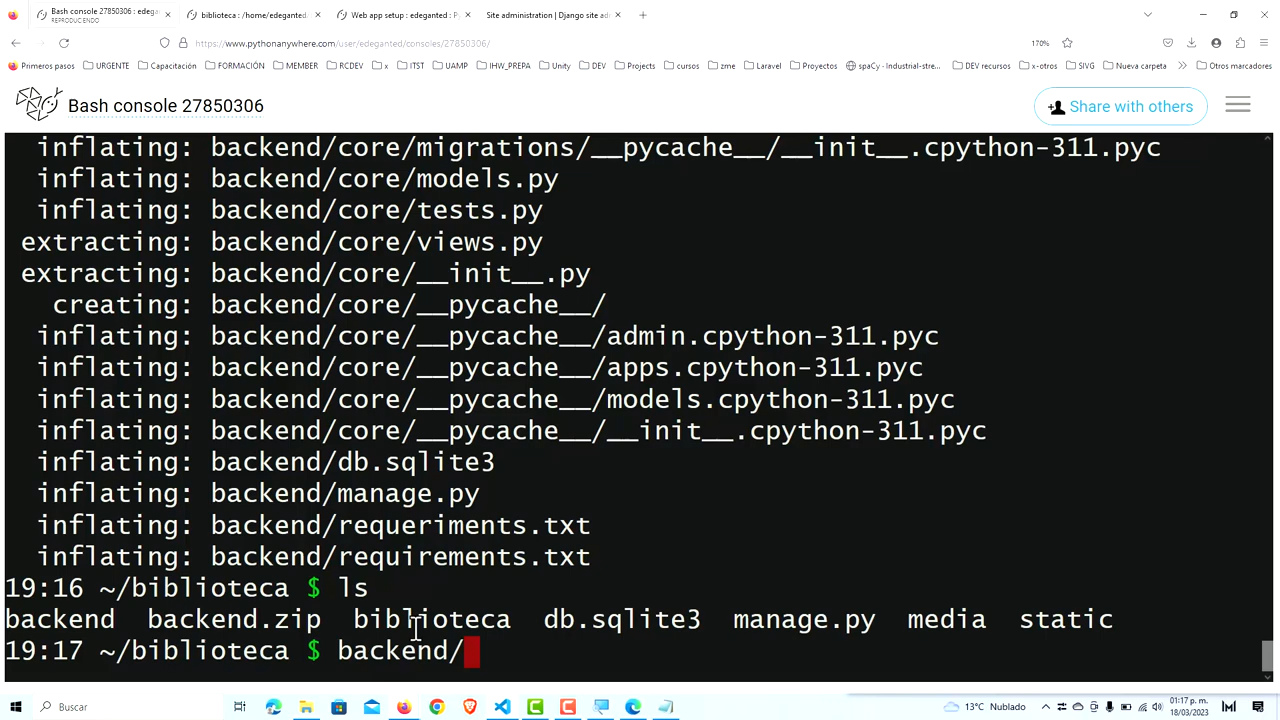 Bash console 27850306 : edegan
REPRODUCIENDO
biblioteca : /home/edeganted/
Web app setup : edeganted : P
Site administration | Django site ad
https://www.pythonanywhere.com/user/edeganted/consoles/27850306/
170%
Primeros pasos URGENTE Capacitación FORMACIÓN MEMBER RCDEV x ITST UAMP IHW_PREPA Unity DEV Projects cursos zme Laravel Proyectos spaCy - Industrial-stre... DEV recursos x-otros SIVG Nueva carpeta Otros marcadores
Bash console 27850306
Share with others
inflating: backend/core/migrations/__pycache__/__init__.cpython-311.pyc
inflating: backend/core/models.py
inflating: backend/core/tests.py
extracting: backend/core/views.py
extracting: backend/core/__init__.py
creating: backend/core/__pycache__/
inflating: backend/core/__pycache__/admin.cpython-311.pyc
inflating: backend/core/__pycache__/apps.cpython-311.pyc
inflating: backend/core/__pycache__/models.cpython-311.pyc
inflating: backend/core/__pycache__/__init__.cpython-311.pyc
inflating: backend/db.sqlite3
inflating: backend/manage.py
inflating: backend/requeriments.txt
inflating: backend/requirements.txt
19:16 ~/biblioteca $ ls
backend backend.zip biblioteca db.sqlite3 manage.py media static
19:17 ~/biblioteca $ backend/
Buscar
13°C Nublado
01:17 p.m.
18/03/2023